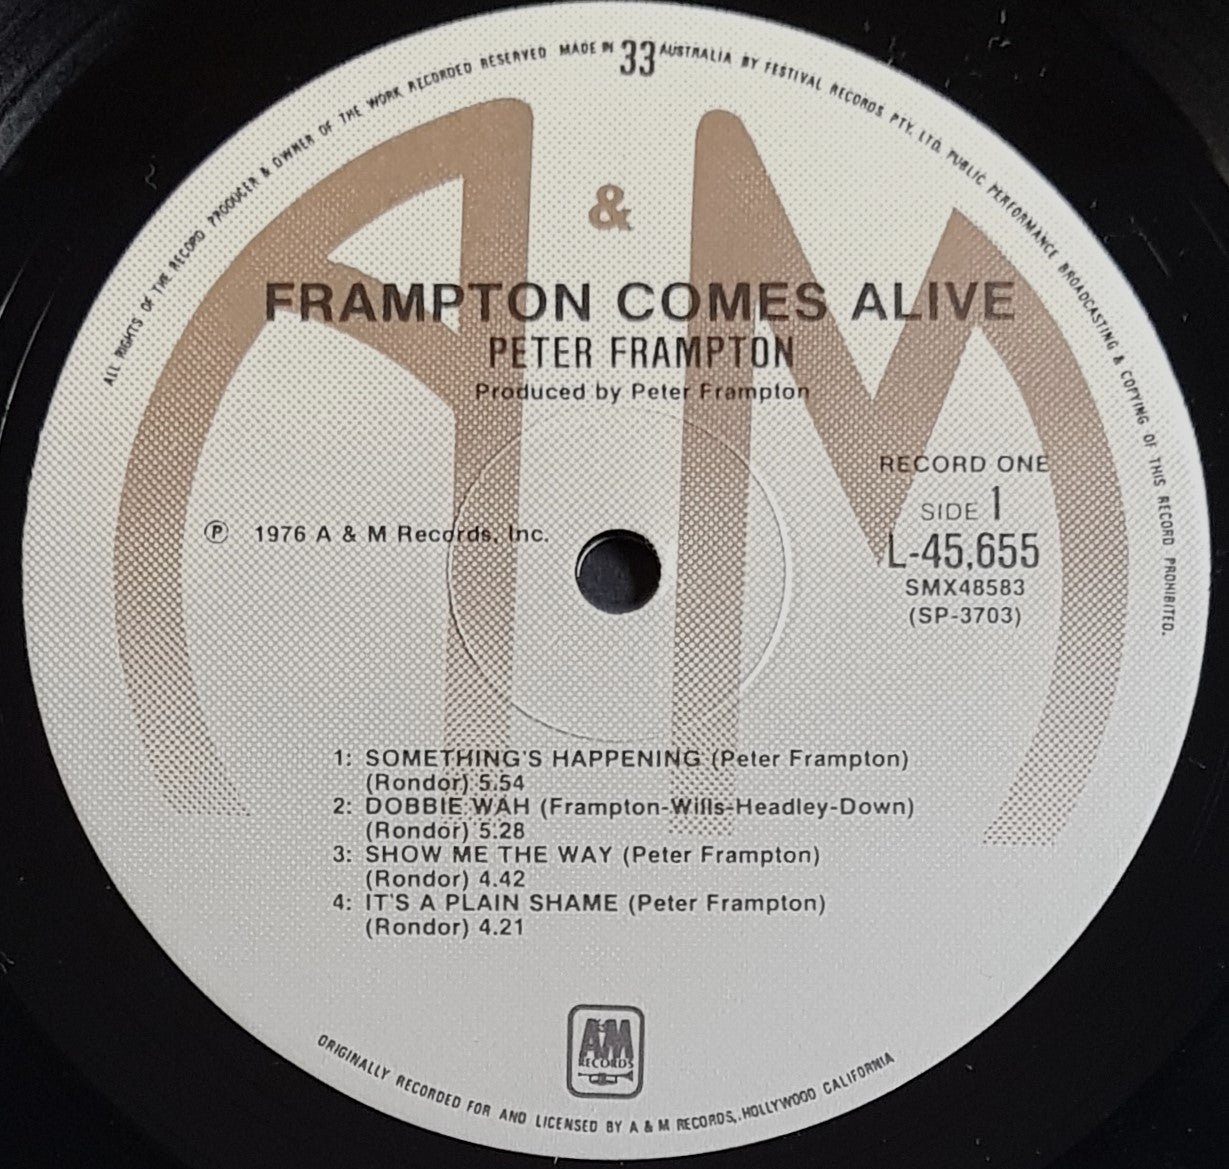 ALL RIGHTS OF THE RECORD PRODUCER & OWNER OF THE WORK RECORDED RESERVED MADE IN 33 AUSTRALIA BY FESTIVAL RECORDS PTY. LTD. PUBLIC PERFORMANCE BROADCASTING & COPYING OF THIS RECORD PROHIBITED.
A & M
FRAMPTON COMES ALIVE
PETER FRAMPTON
Produced by Peter Frampton
RECORD ONE
SIDE 1
Ⓟ 1976 A & M Records, Inc.
L-45,655
SMX48583
(SP-3703)
1: SOMETHING'S HAPPENING (Peter Frampton)
(Rondor) 5.54
2: DOBBIE WAH (Frampton-Wills-Headley-Down)
(Rondor) 5.28
3: SHOW ME THE WAY (Peter Frampton)
(Rondor) 4.42
4: IT'S A PLAIN SHAME (Peter Frampton)
(Rondor) 4.21
A&M
RECORDS
ORIGINALLY RECORDED FOR AND LICENSED BY A & M RECORDS, HOLLYWOOD CALIFORNIA